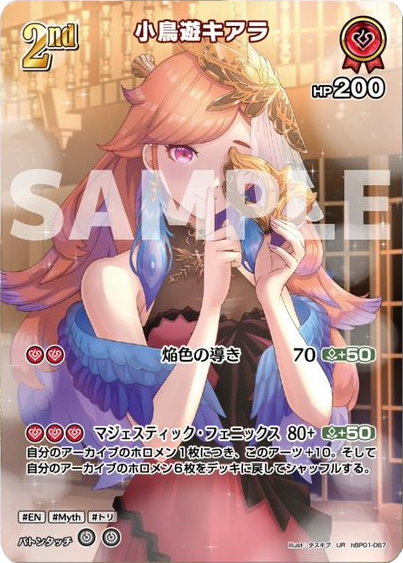 2nd
小鳥遊キアラ
HP200
SAMPLE
焔色の導き 70 +50
マジェスティック・フェニックス 80+ +50
自分のアーカイブのホロメン1枚につき、このアーツ+10。そして
自分のアーカイブのホロメン6枚をデッキに戻してシャッフルする。
#EN #Myth #トリ
バトンタッチ
illust：タスキブ UR hBP01-067